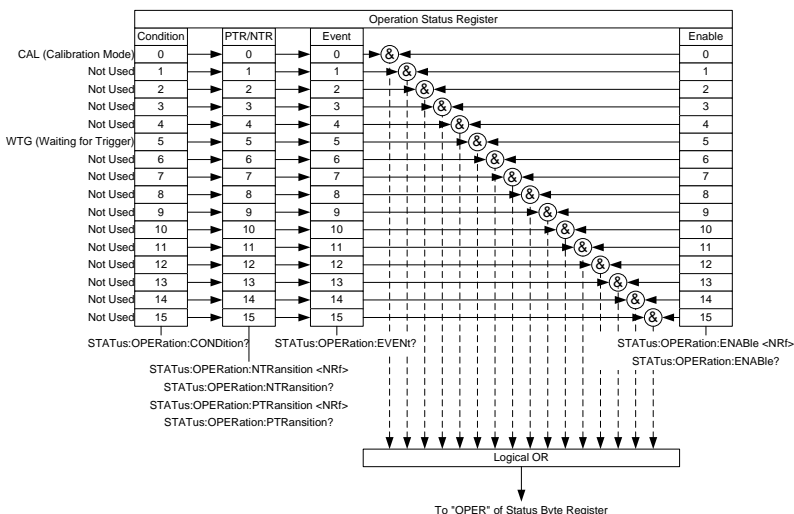 Operation Status Register
Condition PTR/NTR Event Enable
CAL (Calibration Mode) 0 0 0 & 0
Not Used 1 1 1 & 1
Not Used 2 2 2 & 2
Not Used 3 3 3 & 3
Not Used 4 4 4 & 4
WTG (Waiting for Trigger) 5 5 5 & 5
Not Used 6 6 6 & 6
Not Used 7 7 7 & 7
Not Used 8 8 8 & 8
Not Used 9 9 9 & 9
Not Used 10 10 10 & 10
Not Used 11 11 11 & 11
Not Used 12 12 12 & 12
Not Used 13 13 13 & 13
Not Used 14 14 14 & 14
Not Used 15 15 15 & 15
STATus:OPERation:CONDition? STATus:OPERation:EVENt? STATus:OPERation:ENABle <NRf>
STATus:OPERation:ENABle?
STATus:OPERation:NTRansition <NRf>
STATus:OPERation:NTRansition?
STATus:OPERation:PTRansition <NRf>
STATus:OPERation:PTRansition?
Logical OR
To "OPER" of Status Byte Register